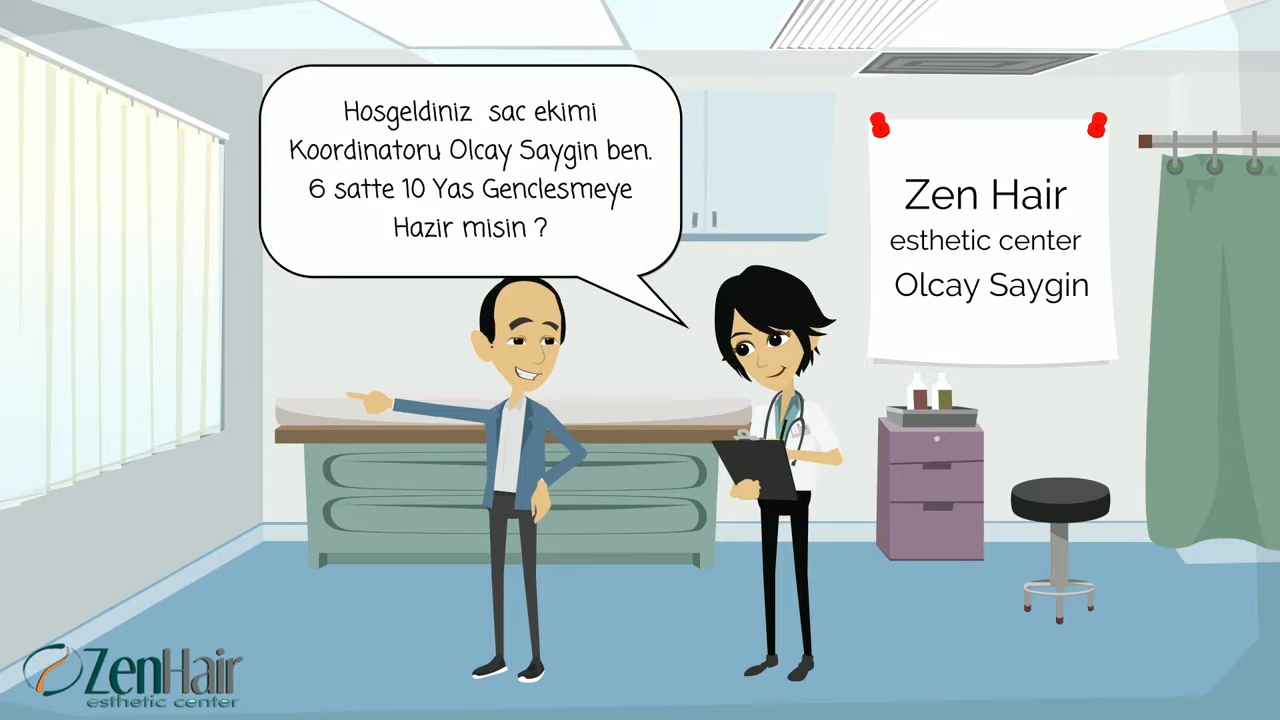 Hosgeldiniz sac ekimi
Koordinatoru Olcay Saygin ben.
6 satte 10 Yas Genclesmeye
Hazir misin ?
Zen Hair
esthetic center
Olcay Saygin
ZenHair
esthetic center